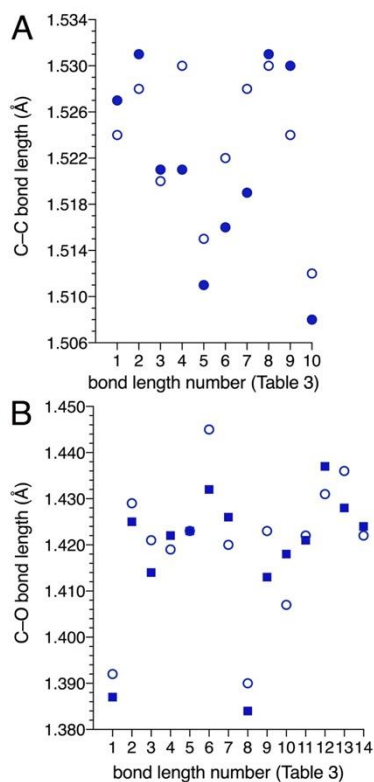 A
C–C bond length (Å)
1.534
1.530
1.526
1.522
1.518
1.514
1.510
1.506
1 2 3 4 5 6 7 8 9 10
bond length number (Table 3)
B
C–O bond length (Å)
1.450
1.440
1.430
1.420
1.410
1.400
1.390
1.380
1 2 3 4 5 6 7 8 9 10 11 12 13 14
bond length number (Table 3)